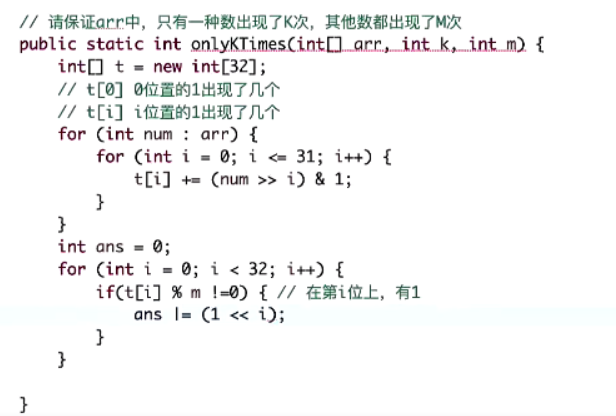 // 请保证arr中，只有一种数出现了K次，其他数都出现了M次
public static int onlyKTimes(int[] arr, int k, int m) {
    int[] t = new int[32];
    // t[0] 0位置的1出现了几个
    // t[i] i位置的1出现了几个
    for (int num : arr) {
        for (int i = 0; i <= 31; i++) {
            t[i] += (num >> i) & 1;
        }
    }
    int ans = 0;
    for (int i = 0; i < 32; i++) {
        if(t[i] % m !=0) { // 在第i位上，有1
            ans |= (1 << i);
        }
    }
}